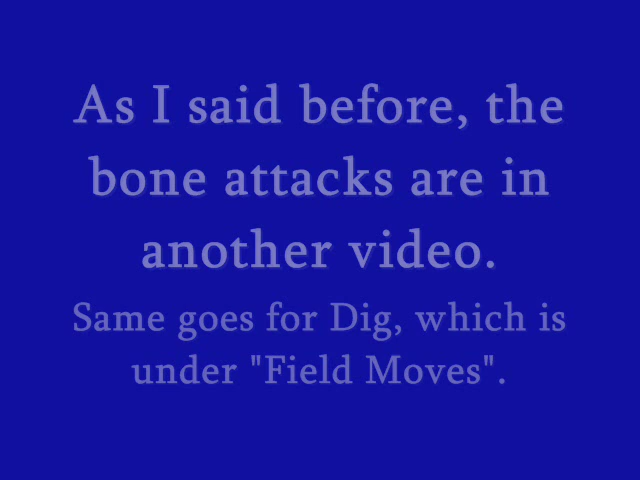 As I said before, the
bone attacks are in
another video.
Same goes for Dig, which is
under "Field Moves".